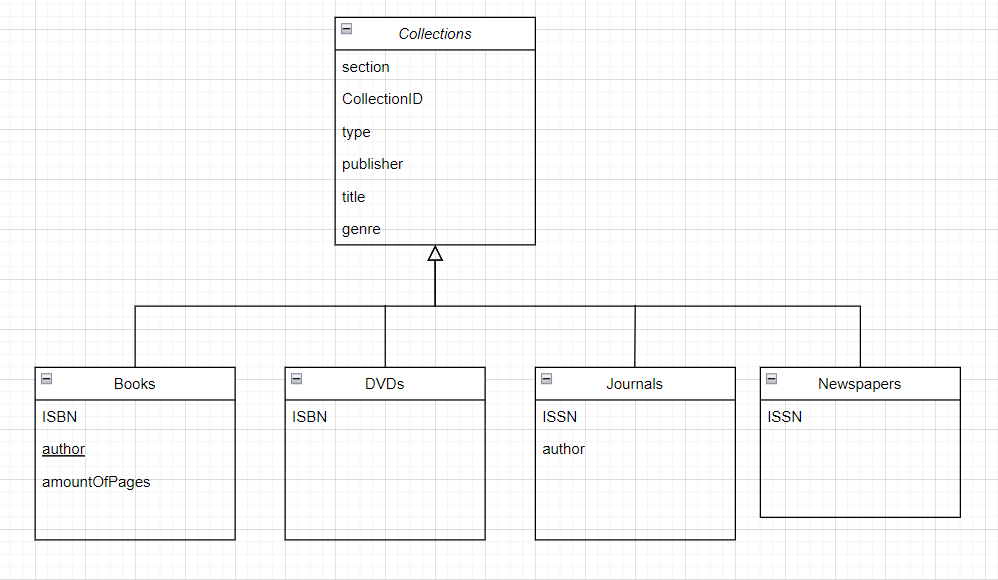 Collections
section
CollectionID
type
publisher
title
genre
Books
ISBN
author
amountOfPages
DVDs
ISBN
Journals
ISSN
author
Newspapers
ISSN